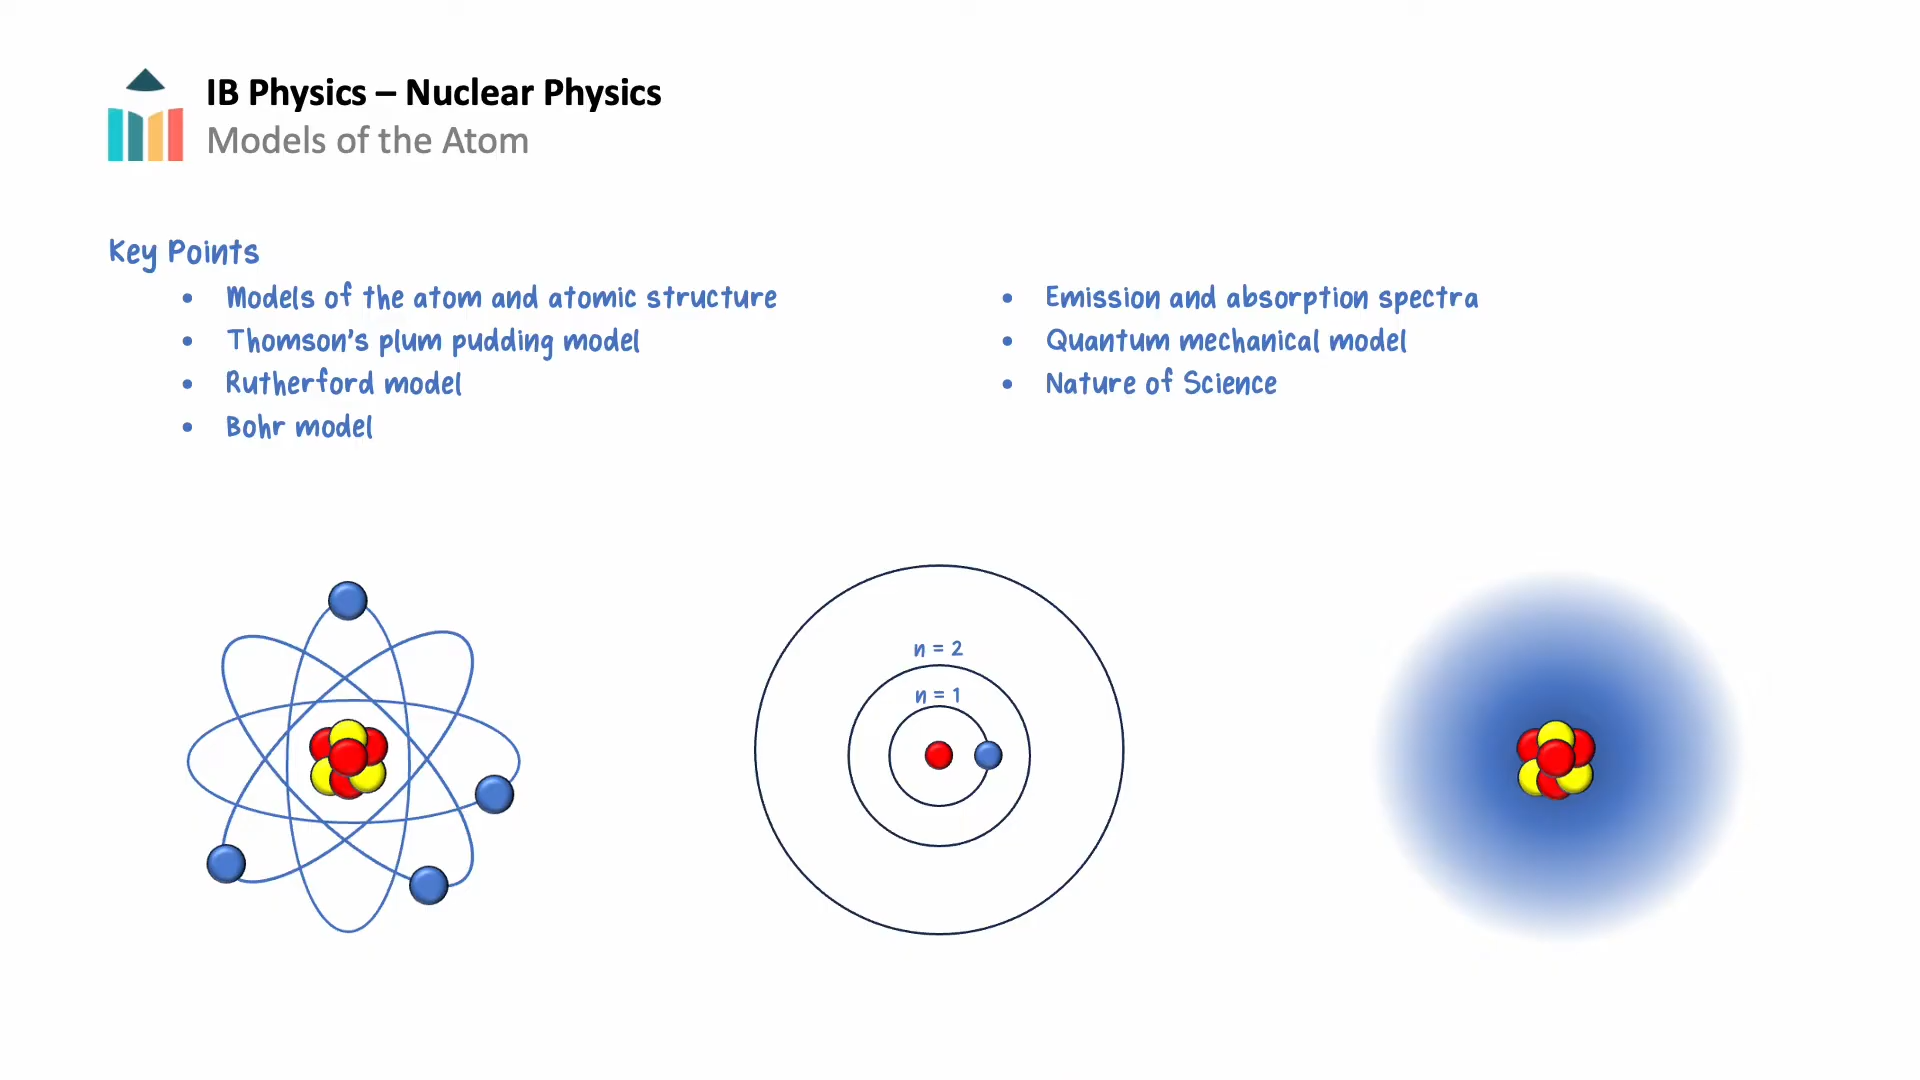 IB Physics – Nuclear Physics
Models of the Atom
Key Points
• Models of the atom and atomic structure
• Thomson's plum pudding model
• Rutherford model
• Bohr model
• Emission and absorption spectra
• Quantum mechanical model
• Nature of Science
n = 2
n = 1